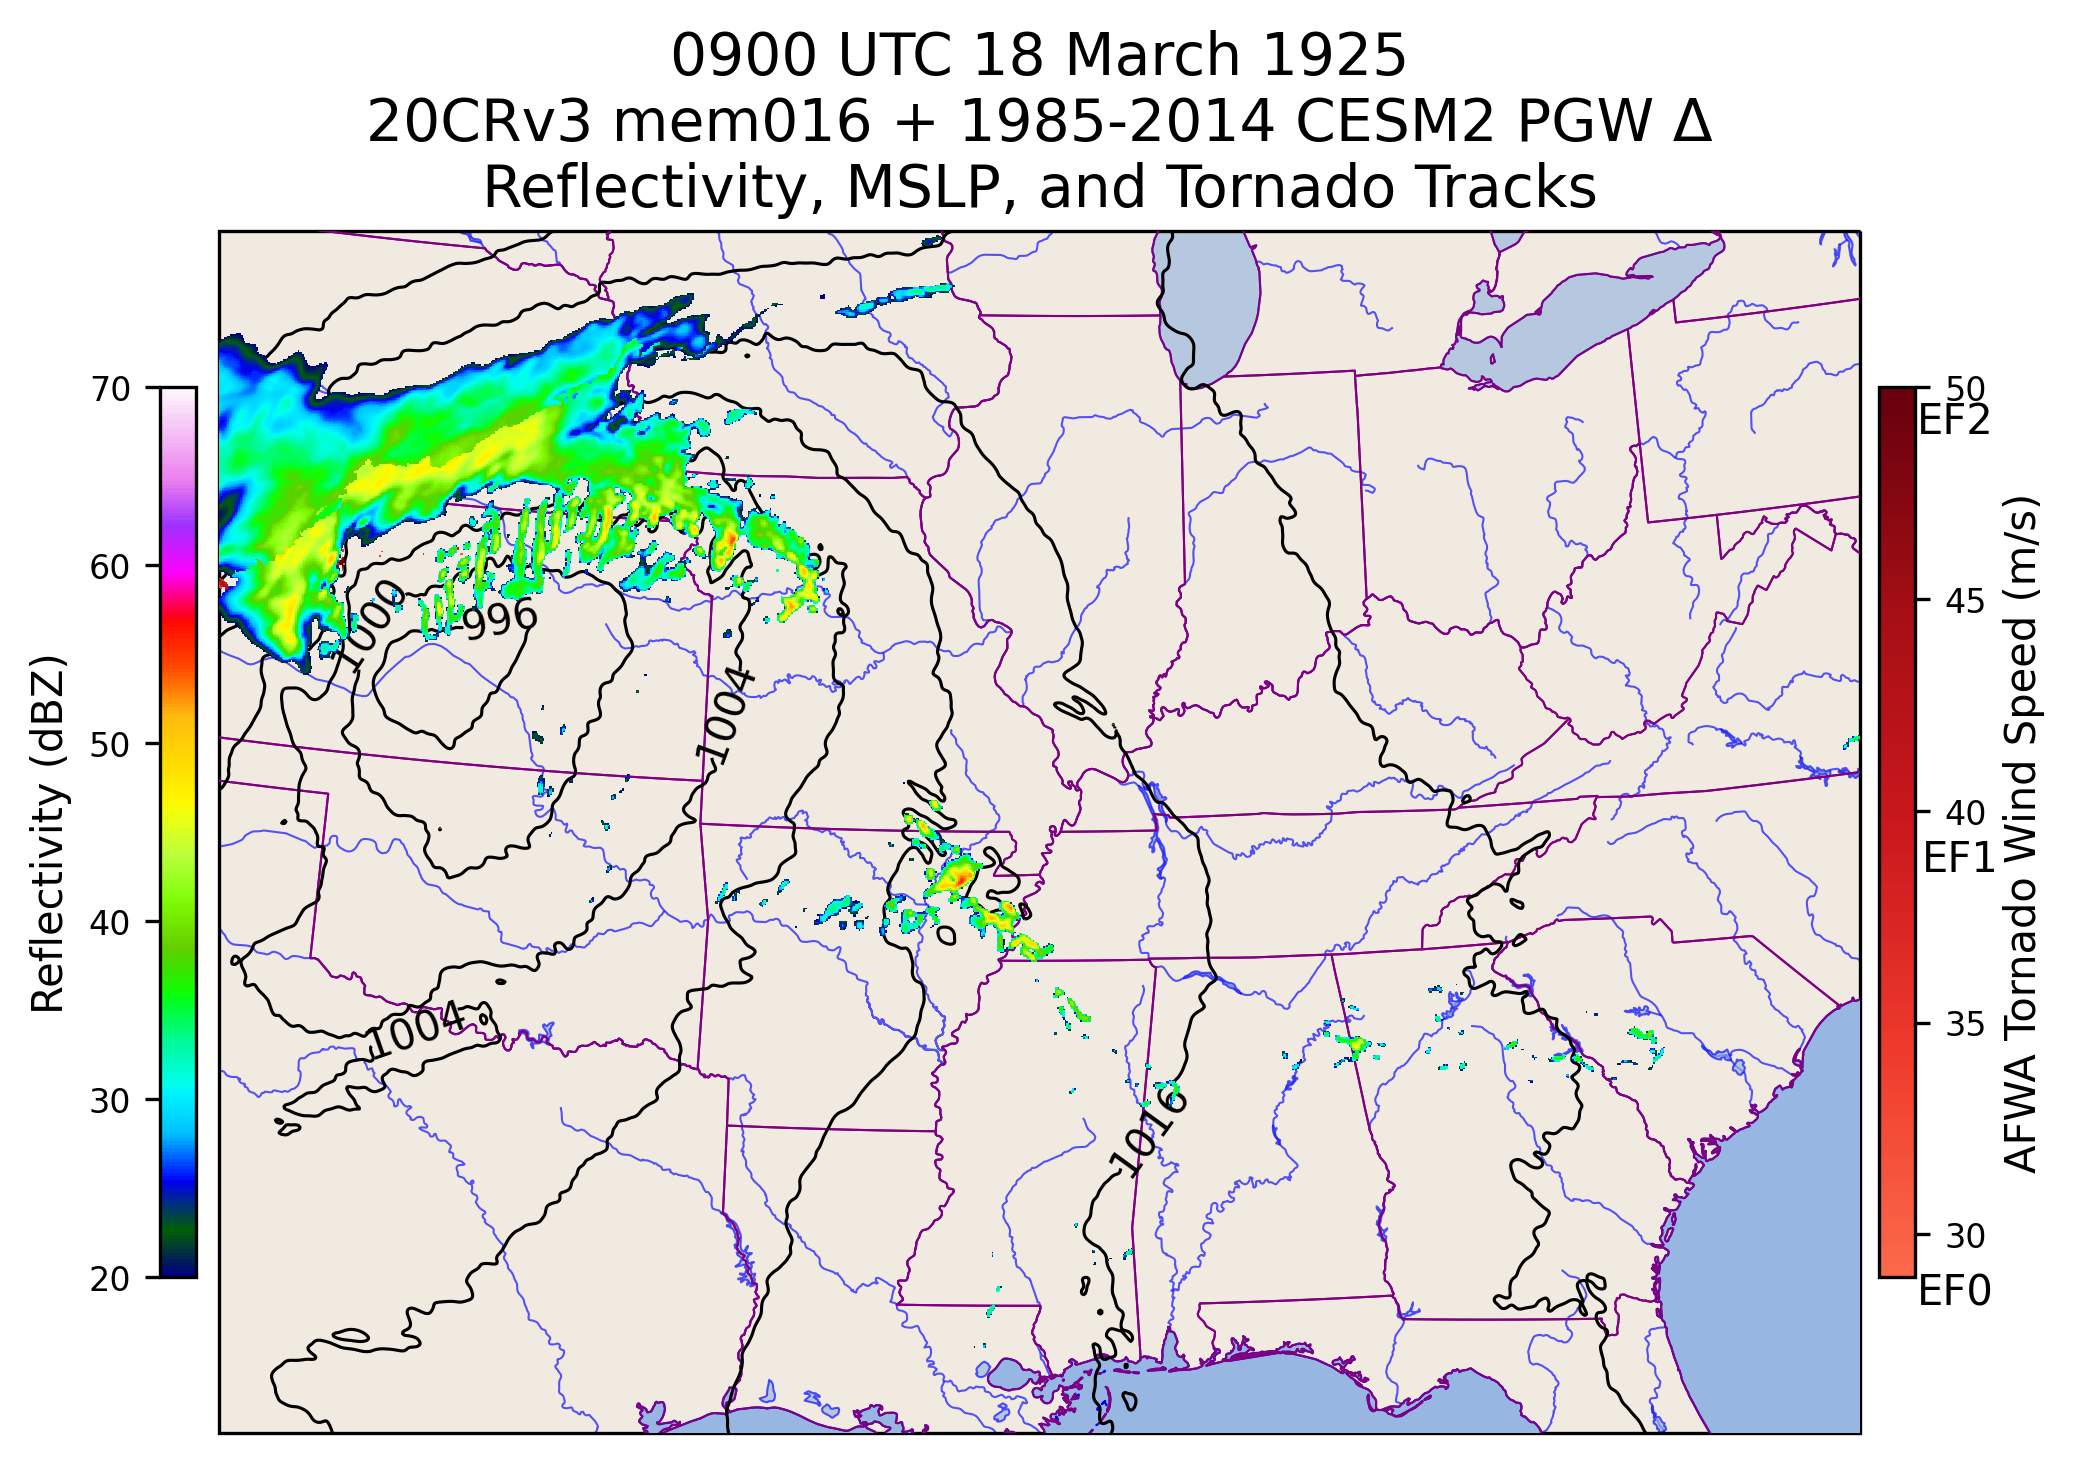 0900 UTC 18 March 1925
20CRv3 mem016 + 1985-2014 CESM2 PGW Δ
Reflectivity, MSLP, and Tornado Tracks
70
60
50
40
30
20
Reflectivity (dBZ)
1000
996
1004
1004
1016
50
EF2
45
40
EF1
35
30
EF0
AFWA Tornado Wind Speed (m/s)